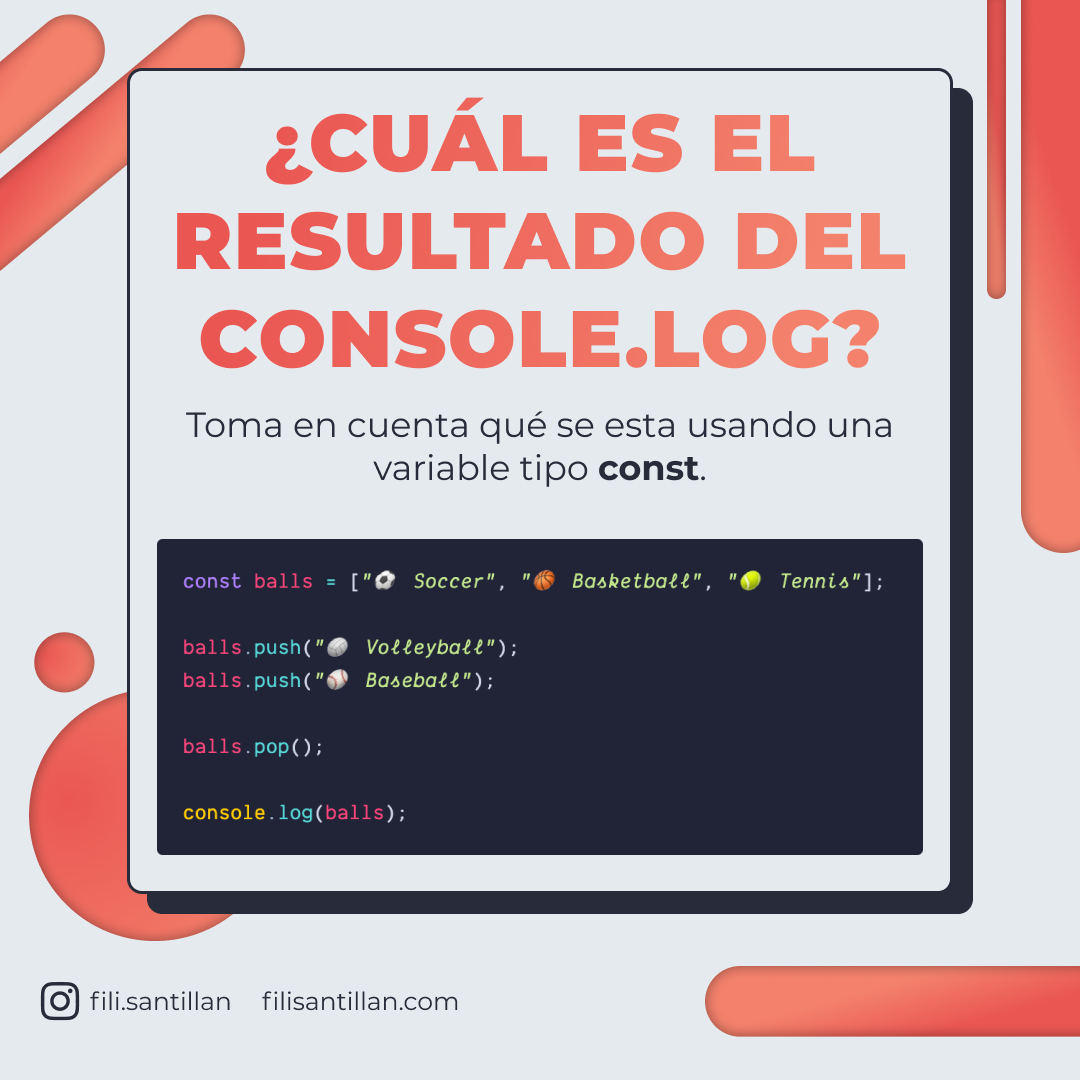 ¿CUÁL ES EL
RESULTADO DEL
CONSOLE.LOG?
Toma en cuenta qué se esta usando una
variable tipo const.
const balls = ["⚽ Soccer", "🏀 Basketball", "🎾 Tennis"];
balls.push("🏐 Volleyball");
balls.push("⚾ Baseball");
balls.pop();
console.log(balls);
fili.santillan filisantillan.com